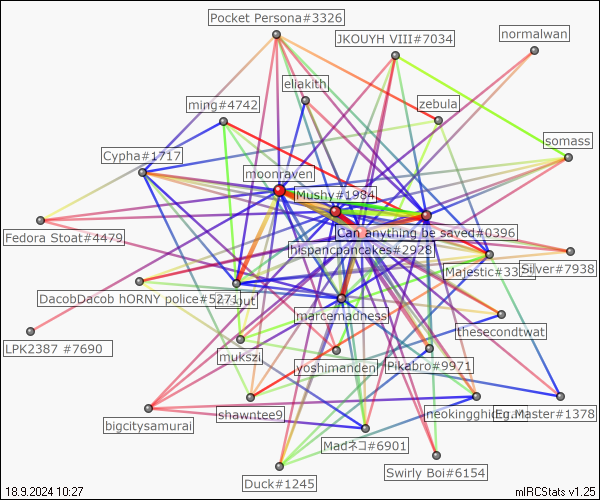 Pocket Persona#3326
normalwan
JKOUYH VIII#7034
eliakith
ming#4742
zebula
somass
Cypha#1717
moonraven
Mushy#1984
Can anything be saved#0396
Fedora Stoat#4479
hispancpancakes#2928
Majestic#33
Silver#7938
DacobDacob hORNY police#5271
put
marcemadness
thesecondtwat
LPK2387 #7690
mukszi
yoshimanden
Pikabro#9971
shawntee9
neokingghid
Eg.Master#1378
bigcitysamurai
Madネコ#6901
Swirly Boi#6154
Duck#1245
18.9.2024 10:27
mIRCStats v1.25